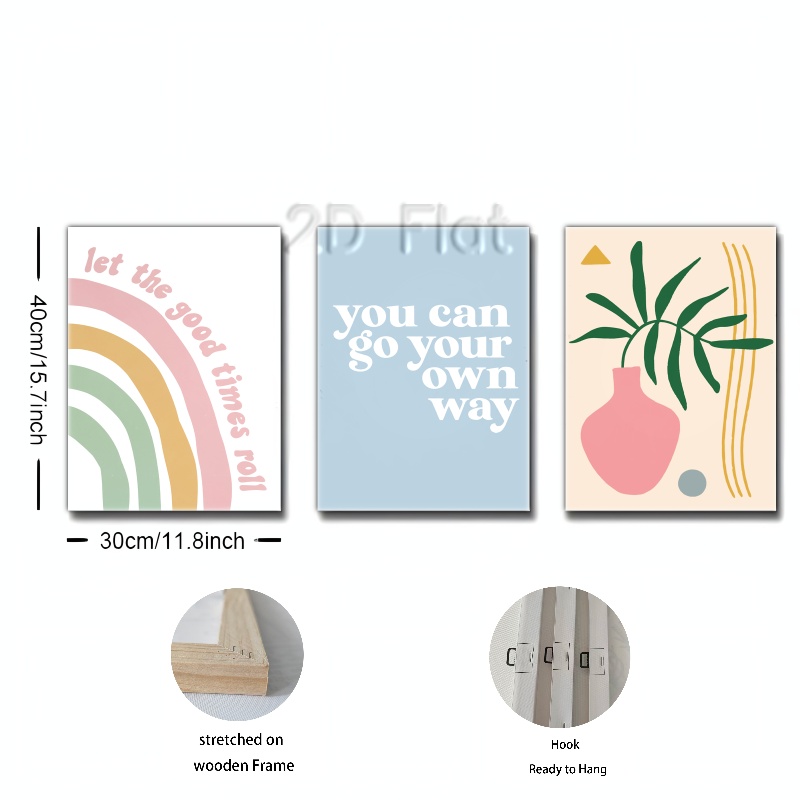 2D Flat
let the good times roll
you can
go your
own
way
40cm/15.7inch
30cm/11.8inch
stretched on
wooden Frame
Hook
Ready to Hang